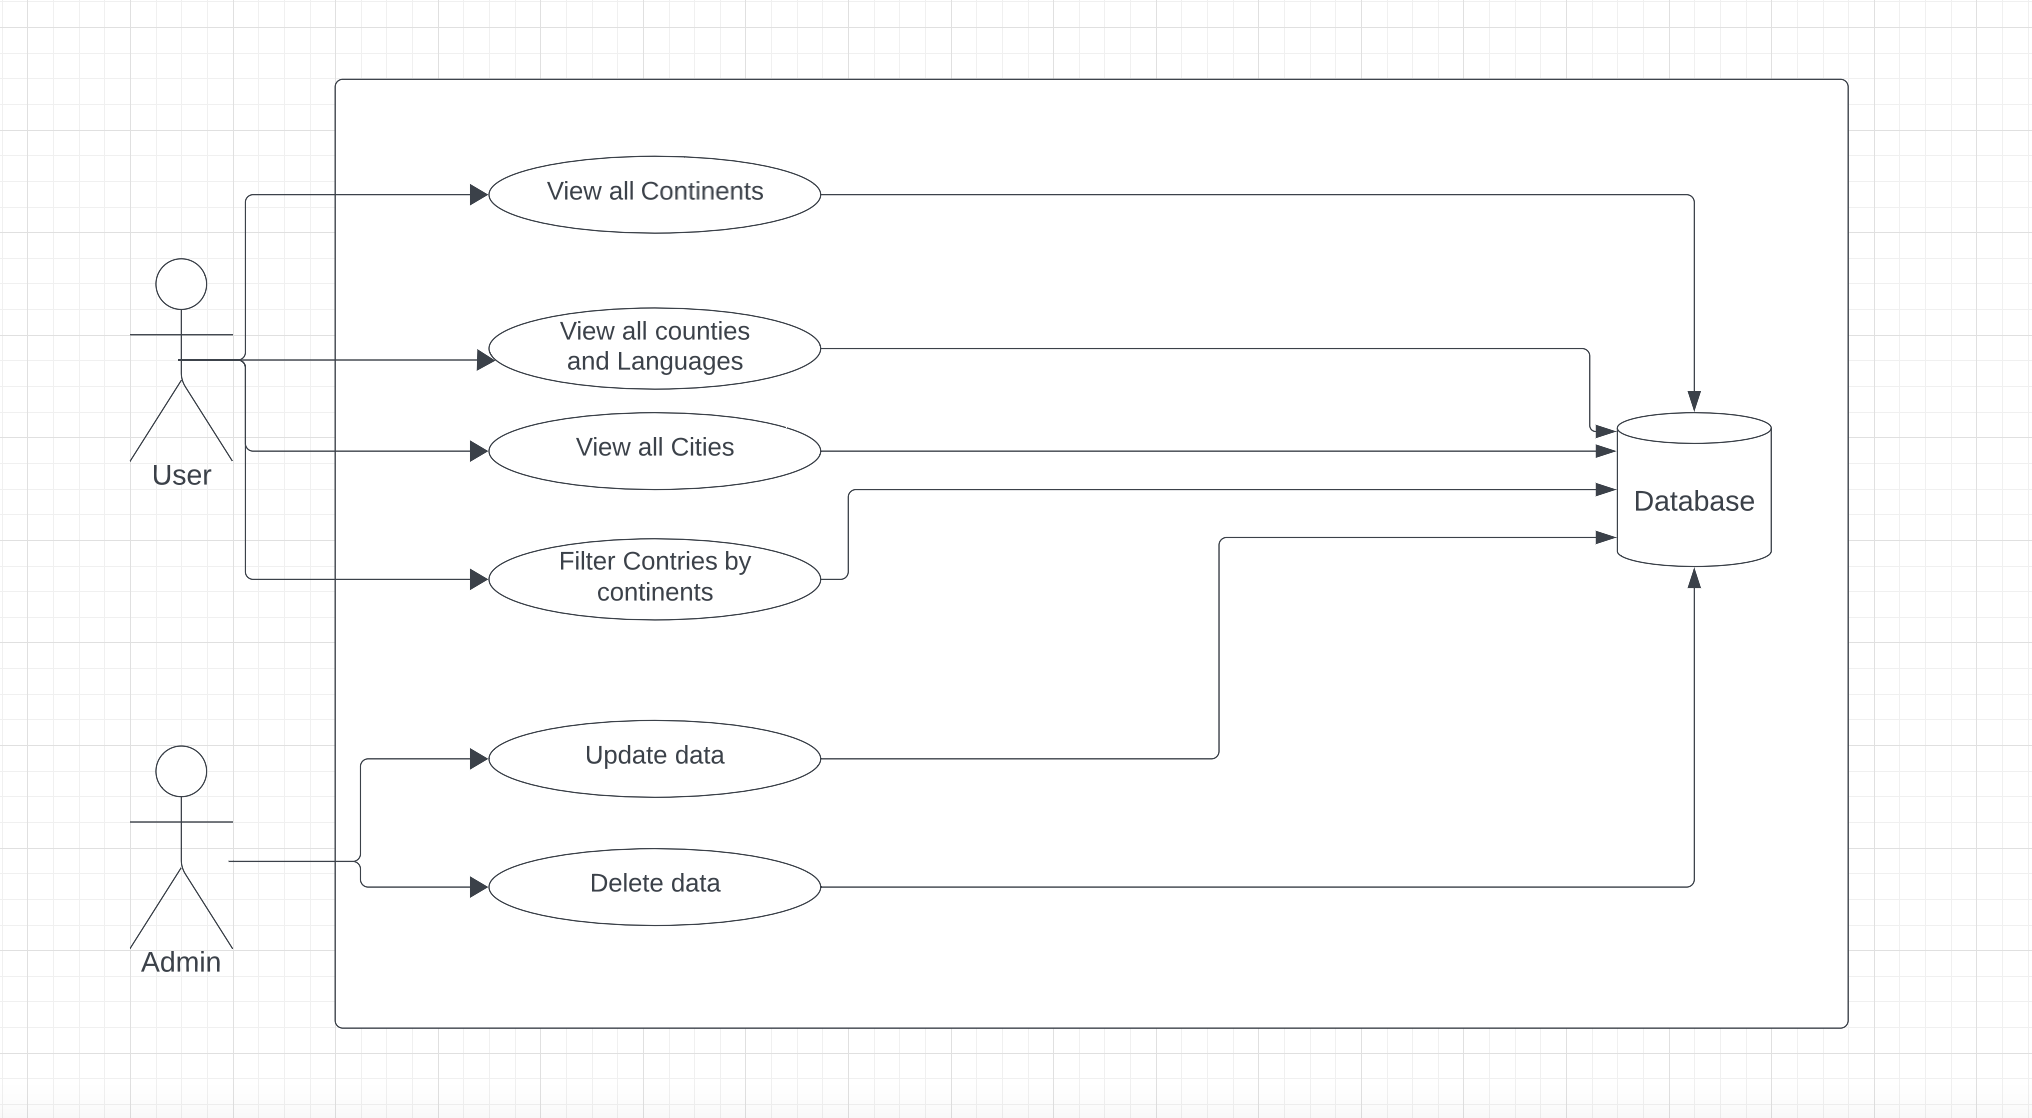 View all Continents
View all counties
and Languages
View all Cities
User
Database
Filter Contries by
continents
Update data
Delete data
Admin